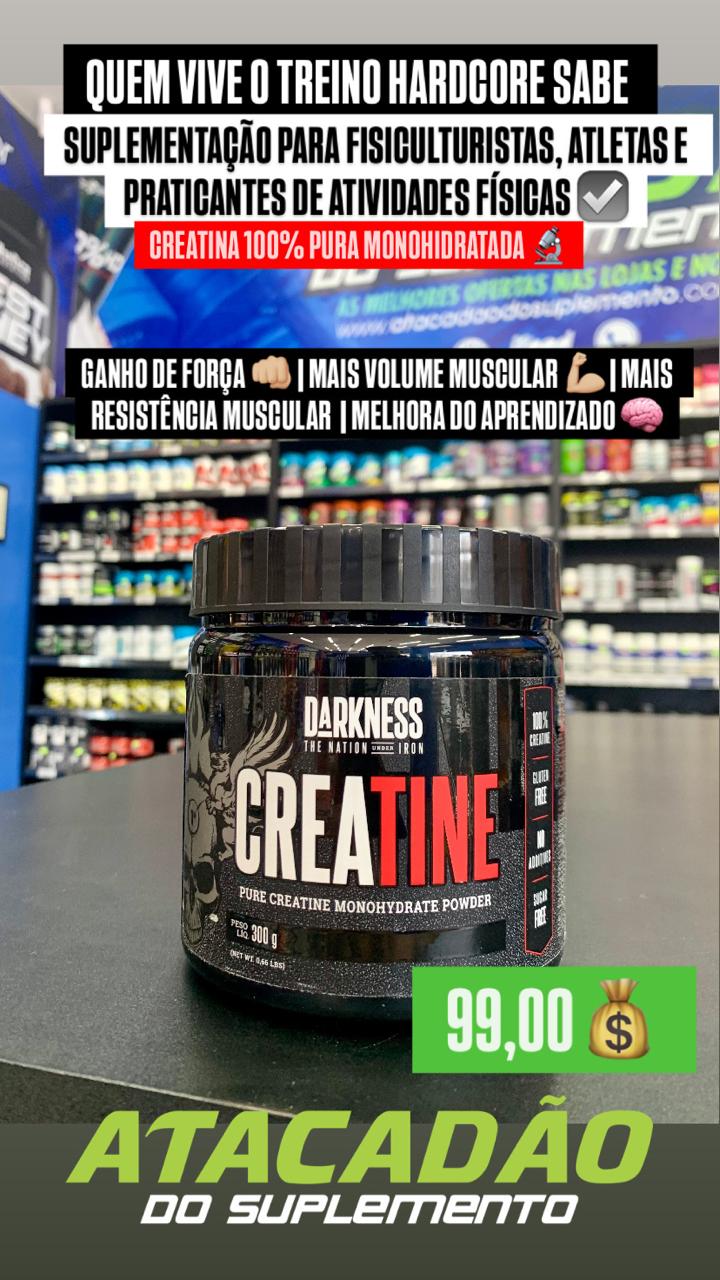 QUEM VIVE O TREINO HARDCORE SABE
SUPLEMENTAÇÃO PARA FISICULTURISTAS, ATLETAS E
PRATICANTES DE ATIVIDADES FÍSICAS ☑️
CREATINA 100% PURA MONOHIDRATADA 🔬
AS MELHORES OFERTAS NAS LOJAS E NO
www.atacadaodosuplemento.co
GANHO DE FORÇA 👊🏼 | MAIS VOLUME MUSCULAR 💪🏼 | MAIS
RESISTÊNCIA MUSCULAR | MELHORA DO APRENDIZADO 🧠
DARKNESS
THE NATION UNDER IRON
CREATINE
PURE CREATINE MONOHYDRATE POWDER
PESO LÍQ. 300 g
(NET WT. 0,66 LBS)
100% CREATINE
GLUTEN FREE
NO ADDITIVES
SUGAR FREE
99,00 💰
ATACADÃO
DO SUPLEMENTO